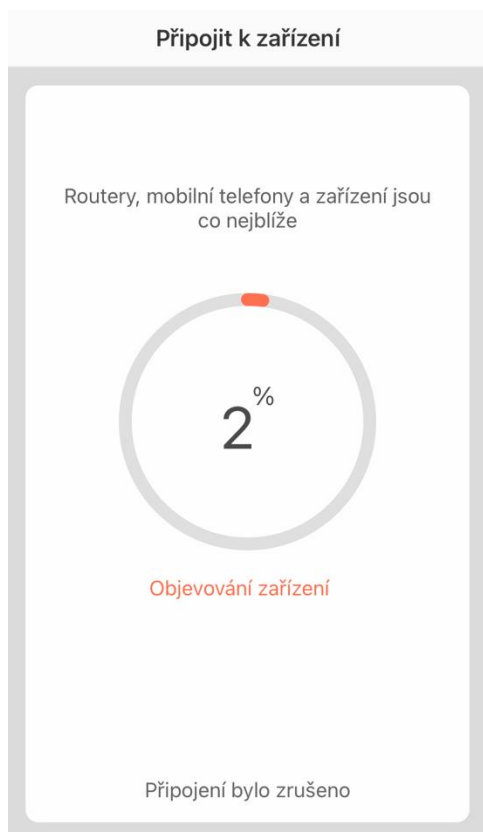 Připojit k zařízení
Routery, mobilní telefony a zařízení jsou
co nejblíže
2%
Objevování zařízení
Připojení bylo zrušeno